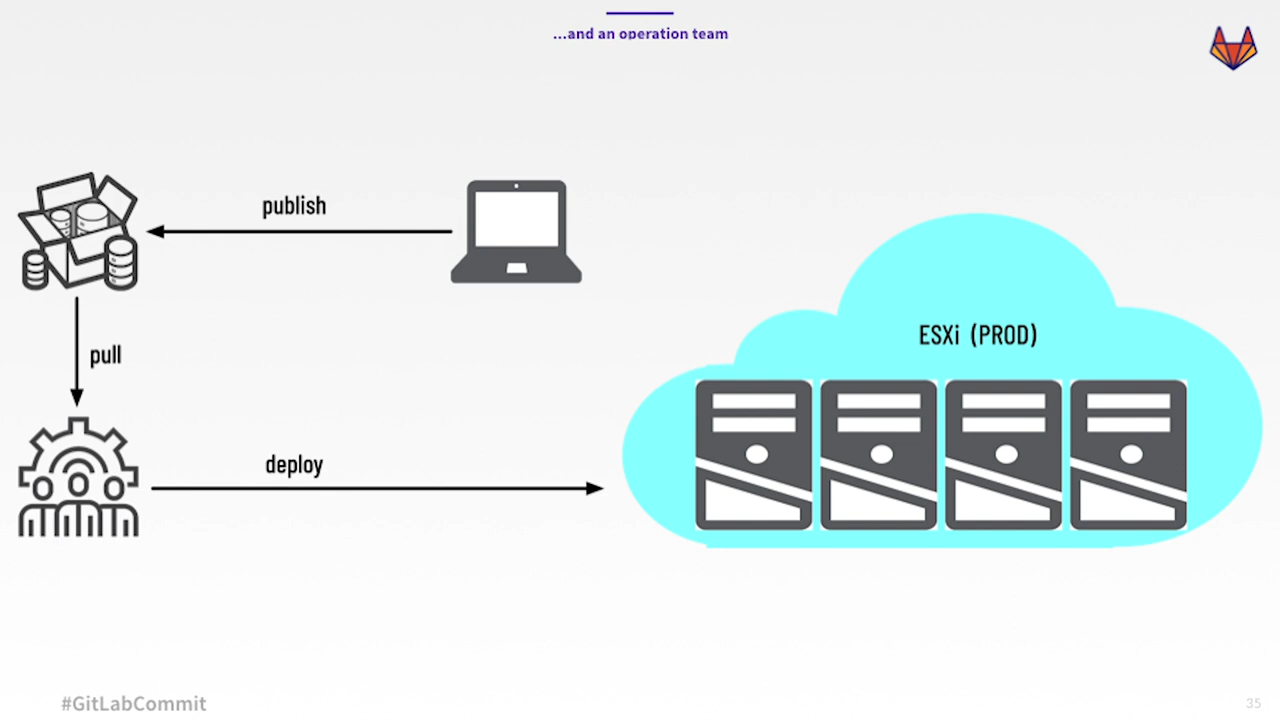 ...and an operation team
publish
pull
ESXi (PROD)
deploy
#GitLabCommit
35